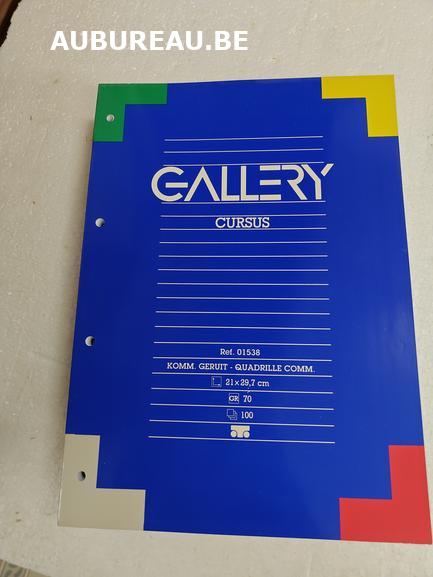 AUBUREAU.BE
GALLERY
CURSUS
Ref. 01538
KOMM. GERUIT - QUADRILLE COMM.
21×29,7 cm
GR 70
100